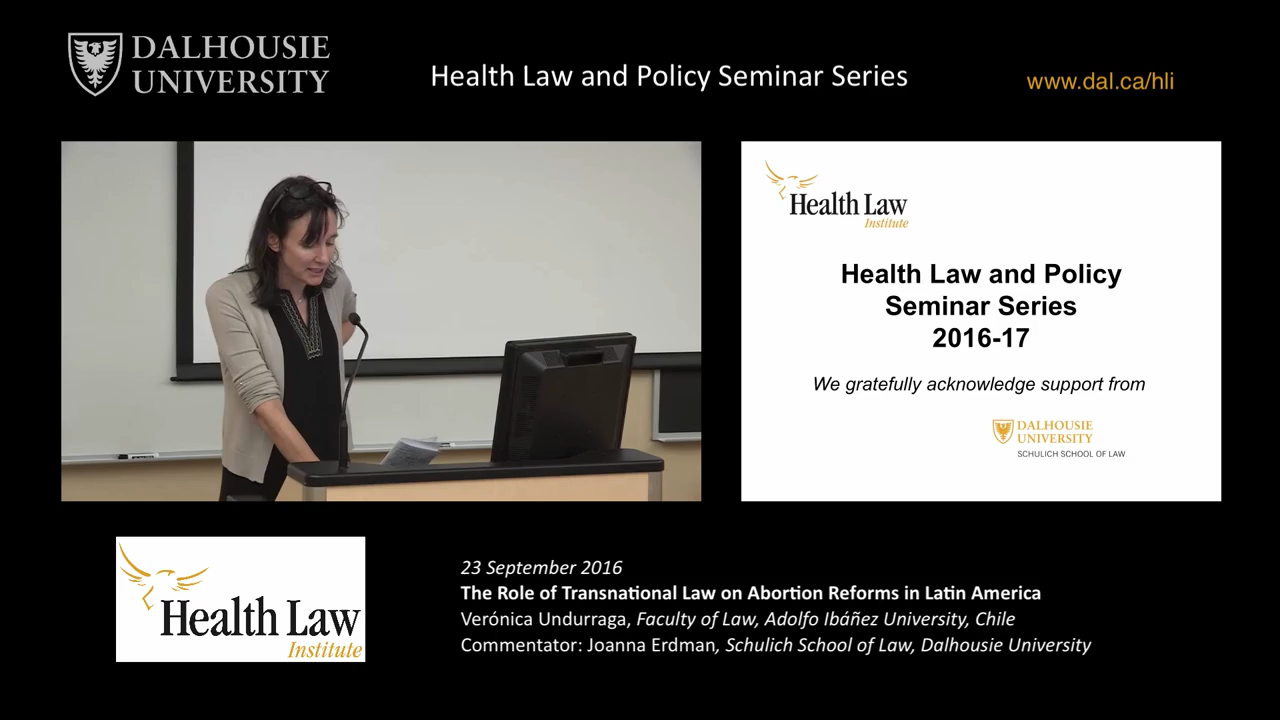 DALHOUSIE
UNIVERSITY
Health Law and Policy Seminar Series
www.dal.ca/hli
Health Law
Institute
Health Law and Policy
Seminar Series
2016-17
We gratefully acknowledge support from
DALHOUSIE
UNIVERSITY
SCHULICH SCHOOL OF LAW
Health Law
Institute
23 September 2016
The Role of Transnational Law on Abortion Reforms in Latin America
Verónica Undurraga, Faculty of Law, Adolfo Ibáñez University, Chile
Commentator: Joanna Erdman, Schulich School of Law, Dalhousie University